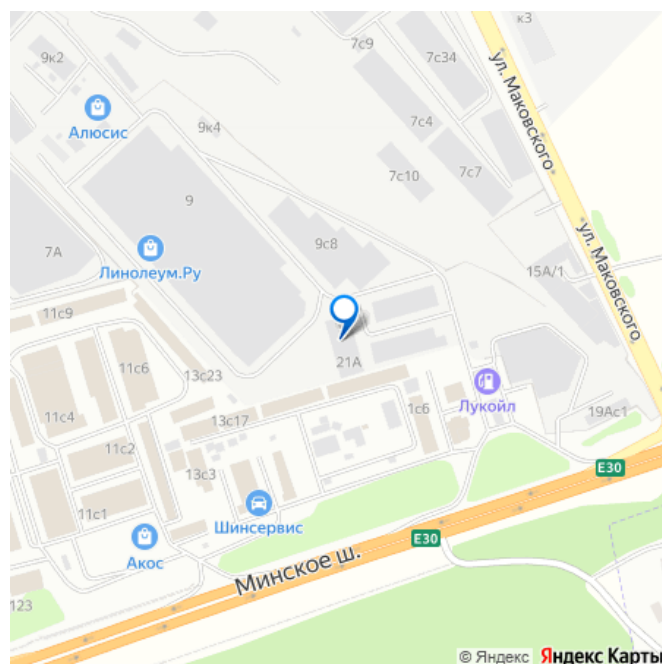 к3
9к2
7с9
7с34
ул. Маковского
Алюсис
9к4
7с4
7с7
7с10
9
ул. Маковского
7А
Линолеум.Ру
9с8
15А/1
11с9
11с6
13с23
21А
11с4
13с17
1с6
Лукойл
19Ас1
11с2
13с3
E30
11с1
Шинсервис
E30
Акос
Минское ш.
123
© Яндекс Яндекс Карты